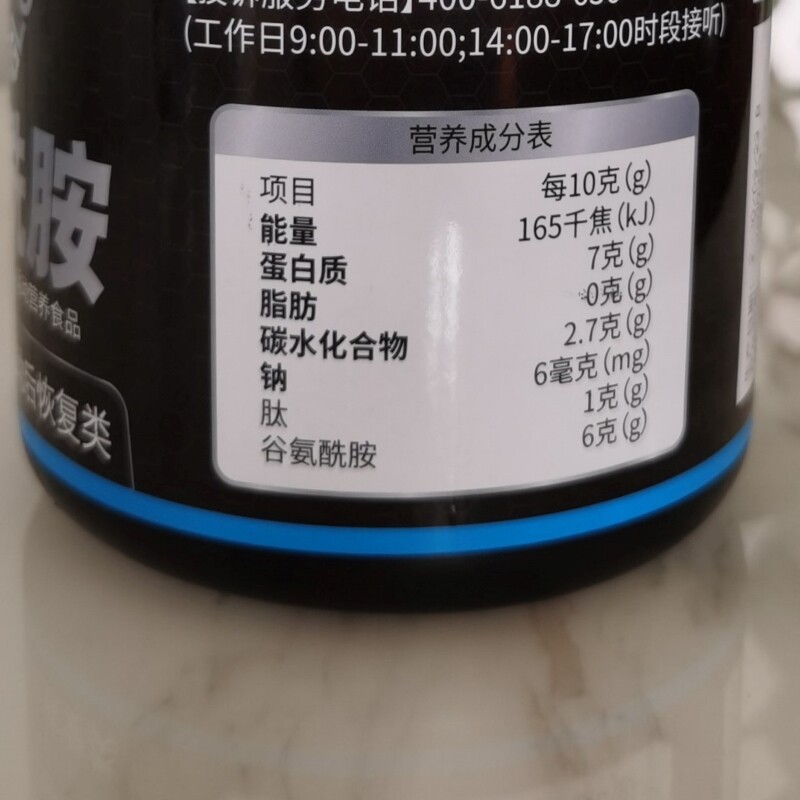 (工作日9:00-11:00;14:00-17:00时段接听)
营养成分表
项目 每10克(g)
能量 165千焦(kJ)
蛋白质 7克(g)
脂肪 0克(g)
碳水化合物 2.7克(g)
钠 6毫克(mg)
肽 1克(g)
谷氨酰胺 6克(g)
胺
营养食品
后恢复类